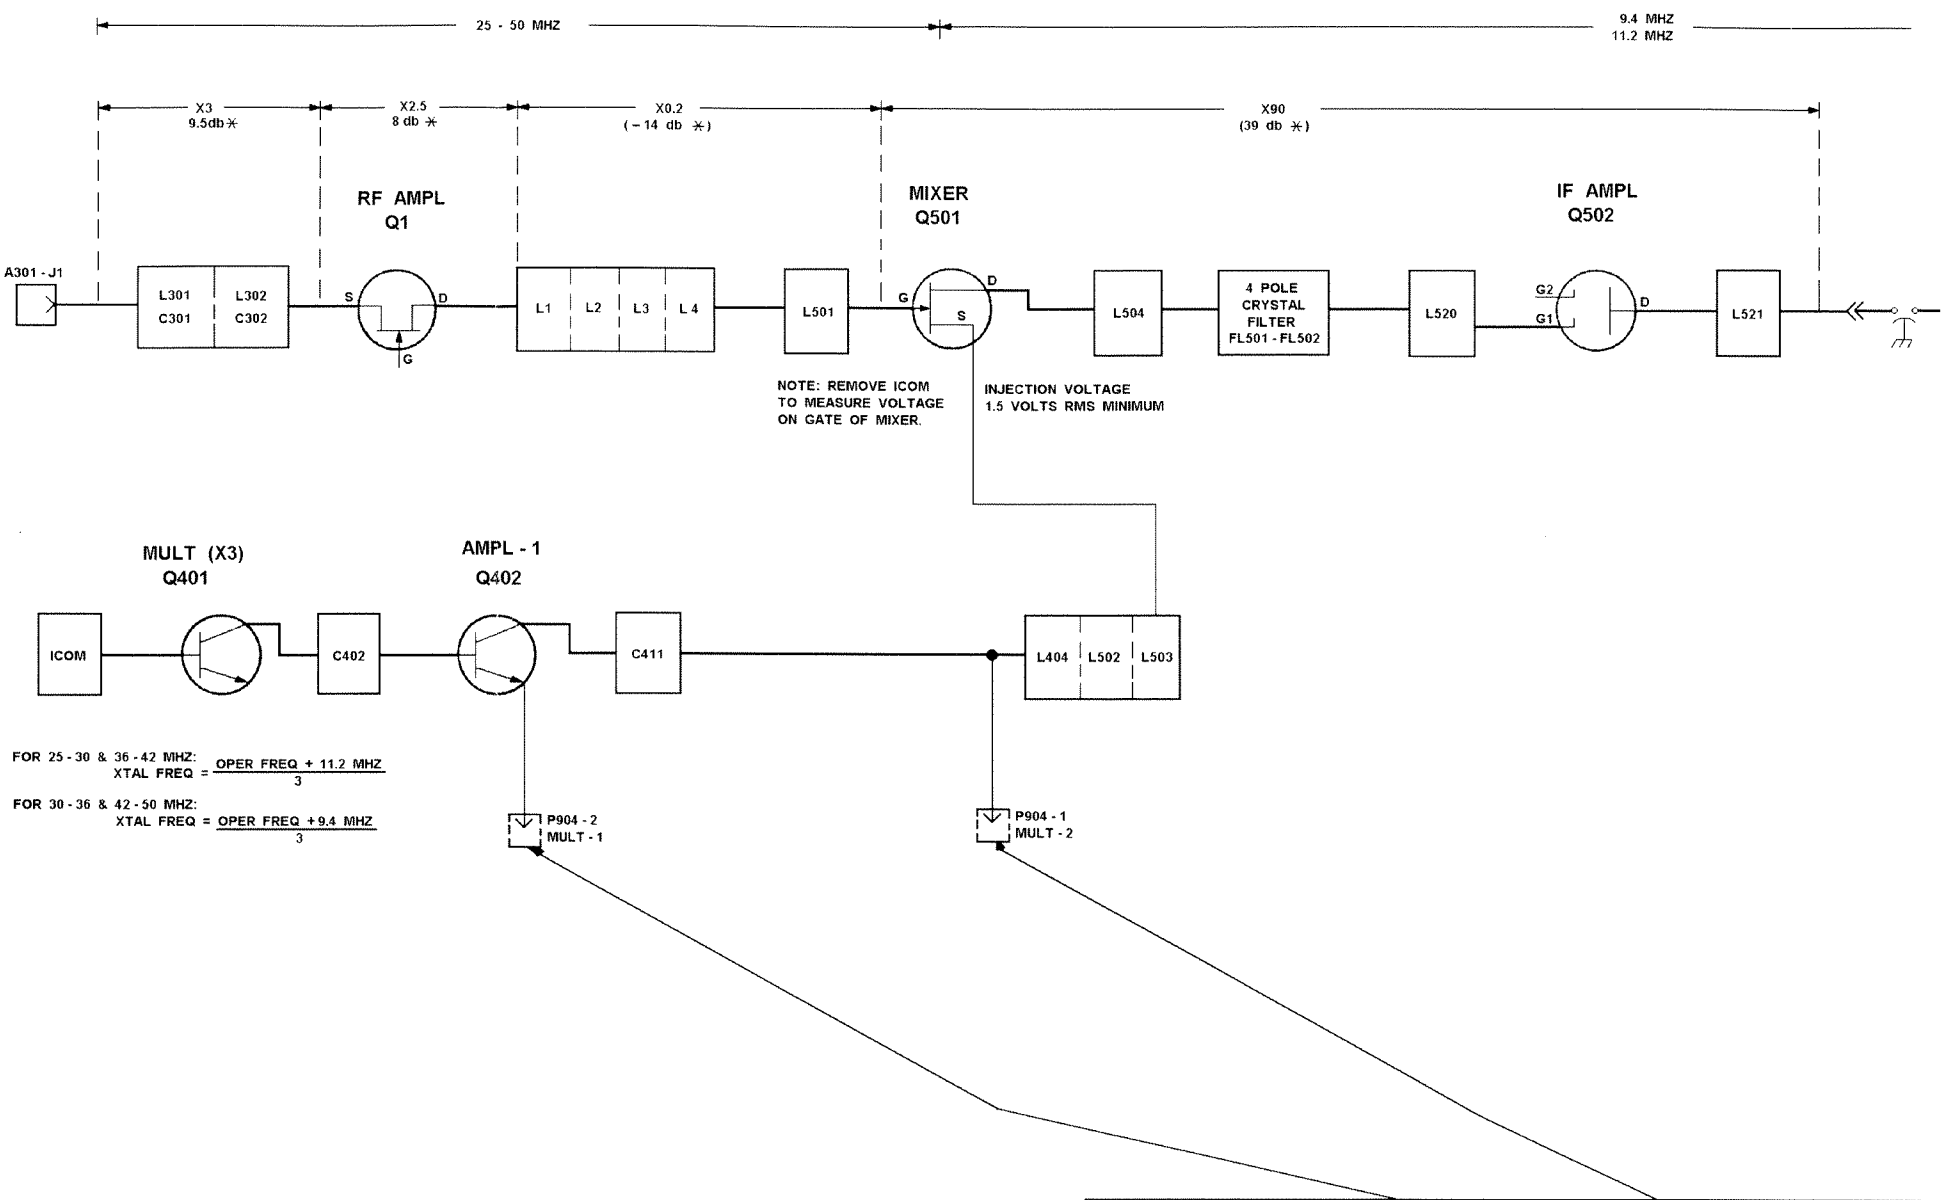 25 - 50 MHZ
9.4 MHZ
11.2 MHZ
X3
9.5db *
X2.5
8 db *
X0.2
( - 14 db *)
X90
(39 db *)
RF AMPL
Q1
MIXER
Q501
IF AMPL
Q502
A301 - J1
L301
C301
L302
C302
S
D
G
L1
L2
L3
L 4
L501
G
D
S
L504
4 POLE
CRYSTAL
FILTER
FL501 - FL502
L520
G2
G1
D
L521
NOTE: REMOVE ICOM
TO MEASURE VOLTAGE
ON GATE OF MIXER.
INJECTION VOLTAGE
1.5 VOLTS RMS MINIMUM
MULT (X3)
Q401
AMPL - 1
Q402
ICOM
C402
C411
L404
L502
L503
FOR 25 - 30 & 36 - 42 MHZ:
XTAL FREQ = OPER FREQ + 11.2 MHZ
3
FOR 30 - 36 & 42 - 50 MHZ:
XTAL FREQ = OPER FREQ + 9.4 MHZ
3
P904 - 2
MULT - 1
P904 - 1
MULT - 2